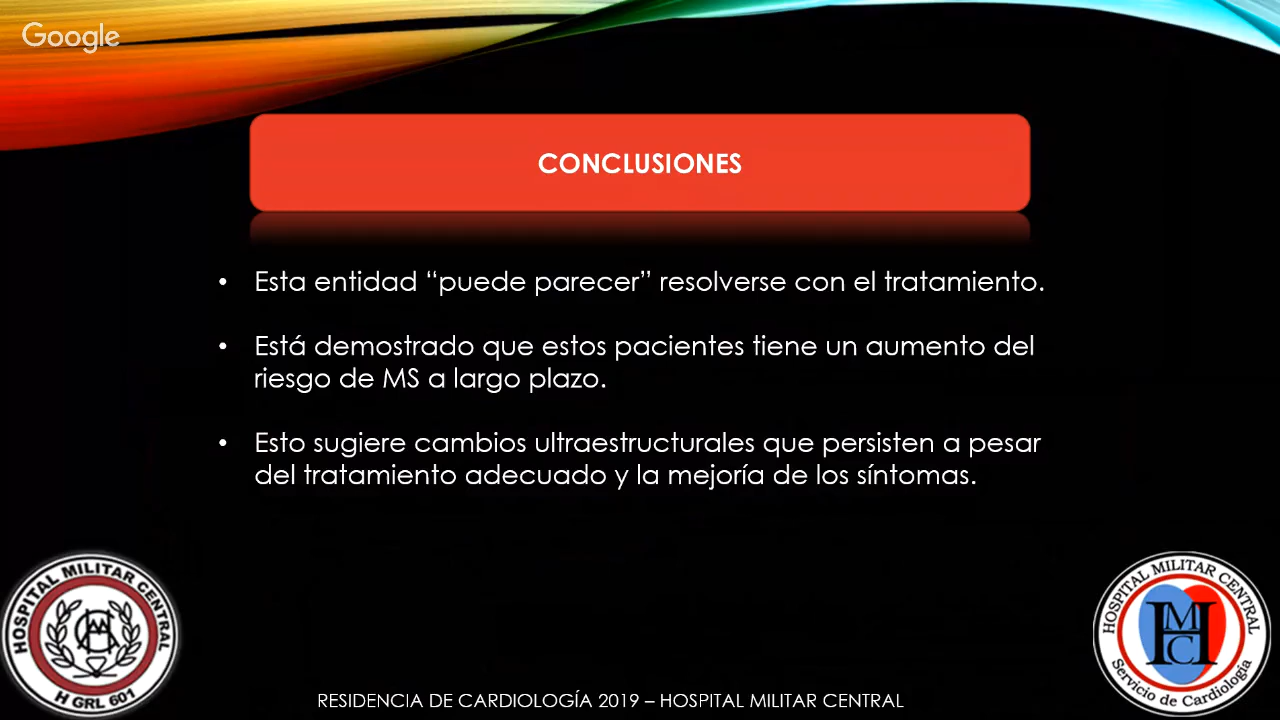 Google
CONCLUSIONES
• Esta entidad “puede parecer” resolverse con el tratamiento.
• Está demostrado que estos pacientes tiene un aumento del
riesgo de MS a largo plazo.
• Esto sugiere cambios ultraestructurales que persisten a pesar
del tratamiento adecuado y la mejoría de los síntomas.
HOSPITAL MILITAR CENTRAL
H GRL 601
HOSPITAL MILITAR CENTRAL
HMC
Servicio de Cardiología
RESIDENCIA DE CARDIOLOGÍA 2019 – HOSPITAL MILITAR CENTRAL